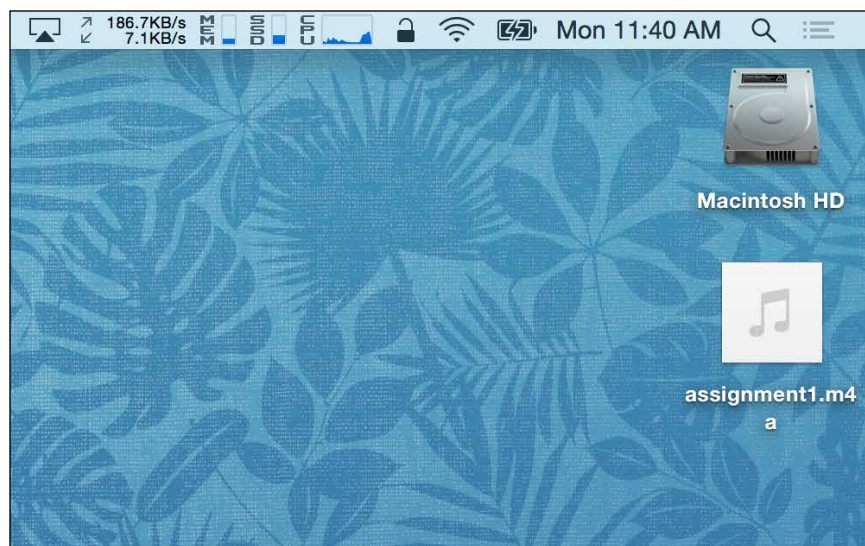 186.7KB/s
7.1KB/s
MEM
SSD
CPU
Mon 11:40 AM
Macintosh HD
assignment1.m4
a